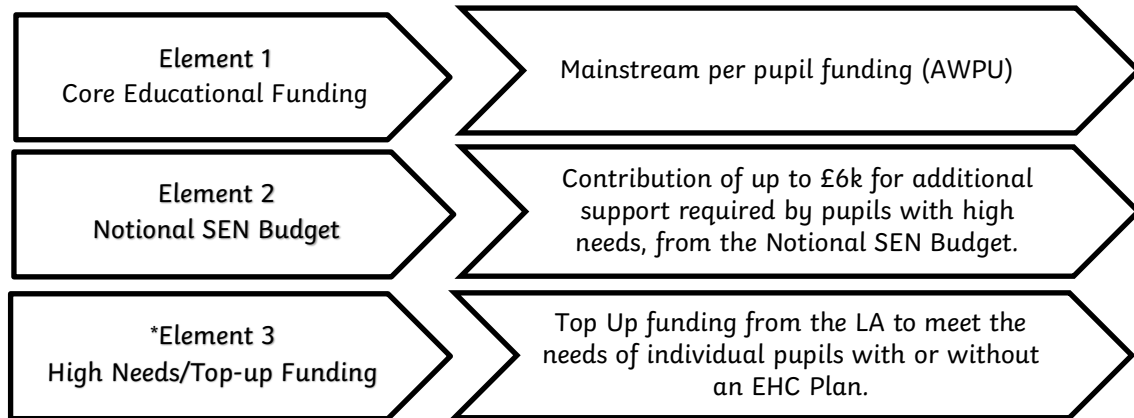 Element 1
Core Educational Funding
Mainstream per pupil funding (AWPU)
Element 2
Notional SEN Budget
Contribution of up to £6k for additional
support required by pupils with high
needs, from the Notional SEN Budget.
*Element 3
High Needs/Top-up Funding
Top Up funding from the LA to meet the
needs of individual pupils with or without
an EHC Plan.